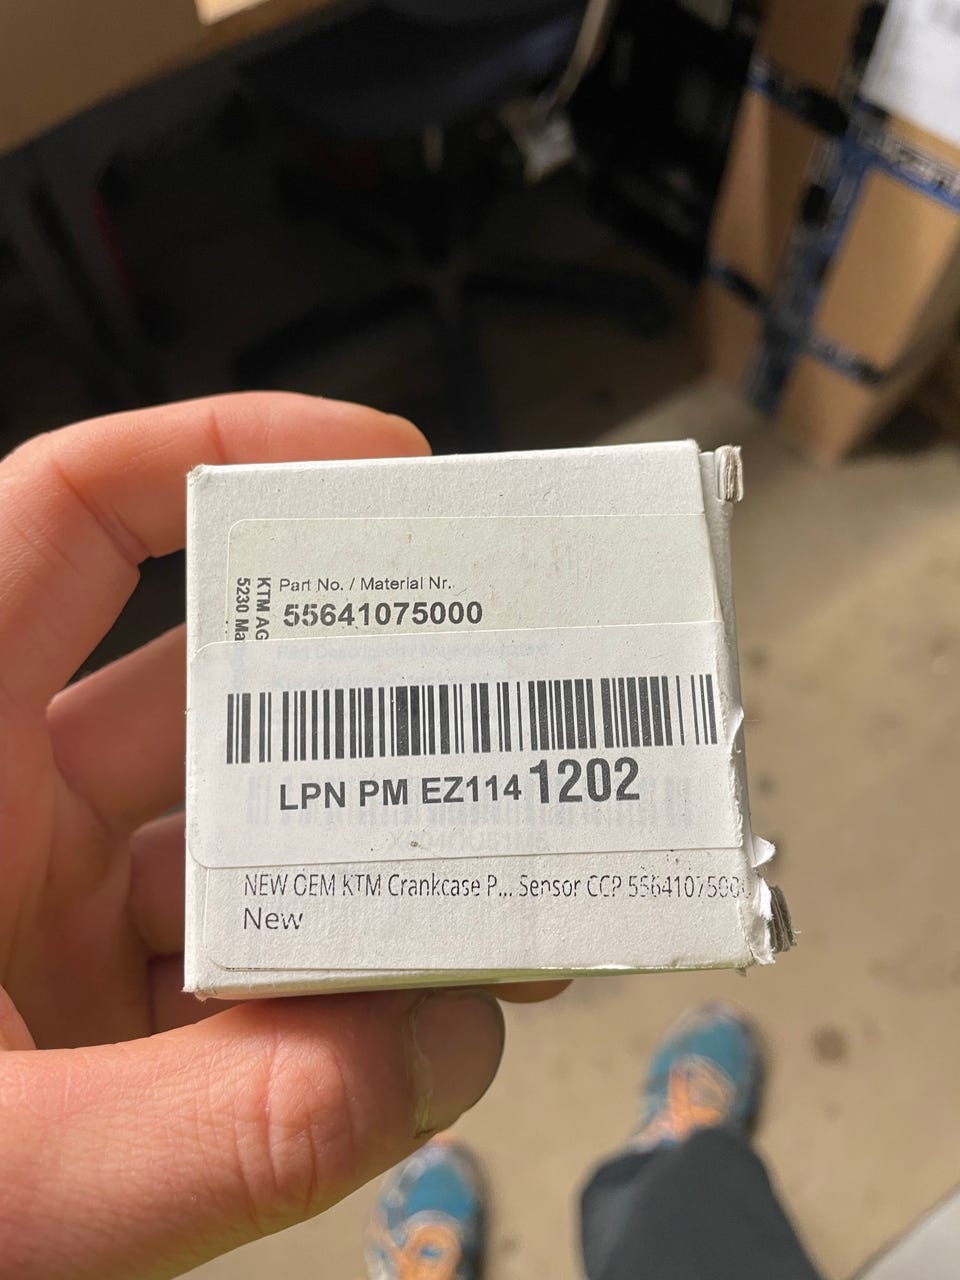 KTM AG
5230 Ma
Part No. / Material Nr.
55641075000
LPN PM EZ114 1202
NEW OEM KTM Crankcase P... Sensor CCP 5564107500
New